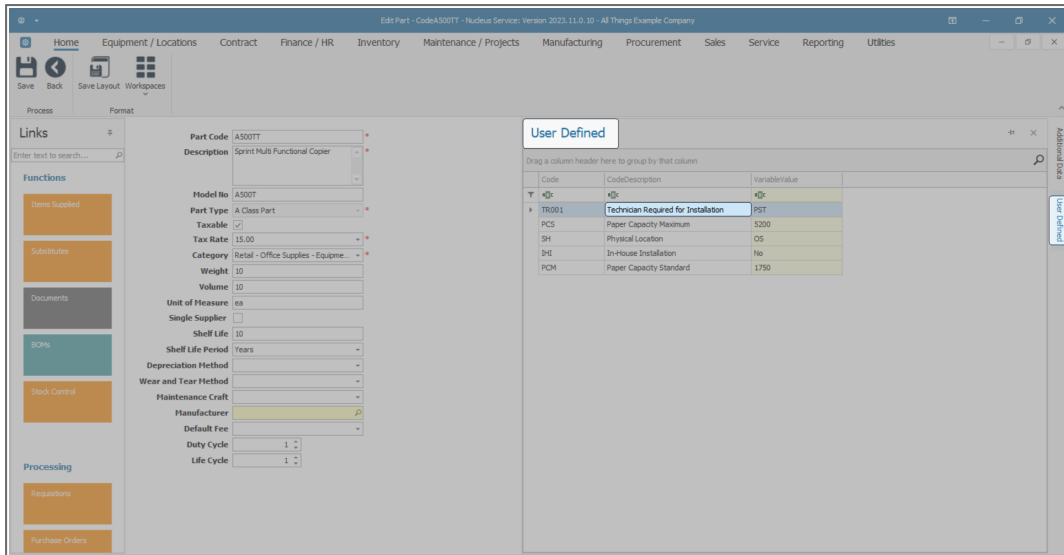 Edit Part - CodeA500TT - Nucleus Service: Version 2023.11.0.10 - All Things Example Company
Home Equipment / Locations Contract Finance / HR Inventory Maintenance / Projects Manufacturing Procurement Sales Service Reporting Utilities
Save Back Save Layout Workspaces
Process Format
Links
Enter text to search...
Functions
Items Supplied
Substitutes
Documents
BOMs
Stock Control
Processing
Requisitions
Purchase Orders
Part Code A500TT *
Description Sprint Multi Functional Copier *
Model No A500T
Part Type A Class Part *
Taxable
Tax Rate 15.00 *
Category Retail - Office Supplies - Equipme... *
Weight 10
Volume 10
Unit of Measure ea
Single Supplier
Shelf Life 10
Shelf Life Period Years
Depreciation Method
Wear and Tear Method
Maintenance Craft
Manufacturer
Default Fee
Duty Cycle 1
Life Cycle 1
User Defined
Drag a column header here to group by that column
Code CodeDescription VariableValue
TR001 Technician Required for Installation PST
PCS Paper Capacity Maximum 5200
SH Physical Location OS
IHI In-House Installation No
PCM Paper Capacity Standard 1750
Additional Data
User Defined